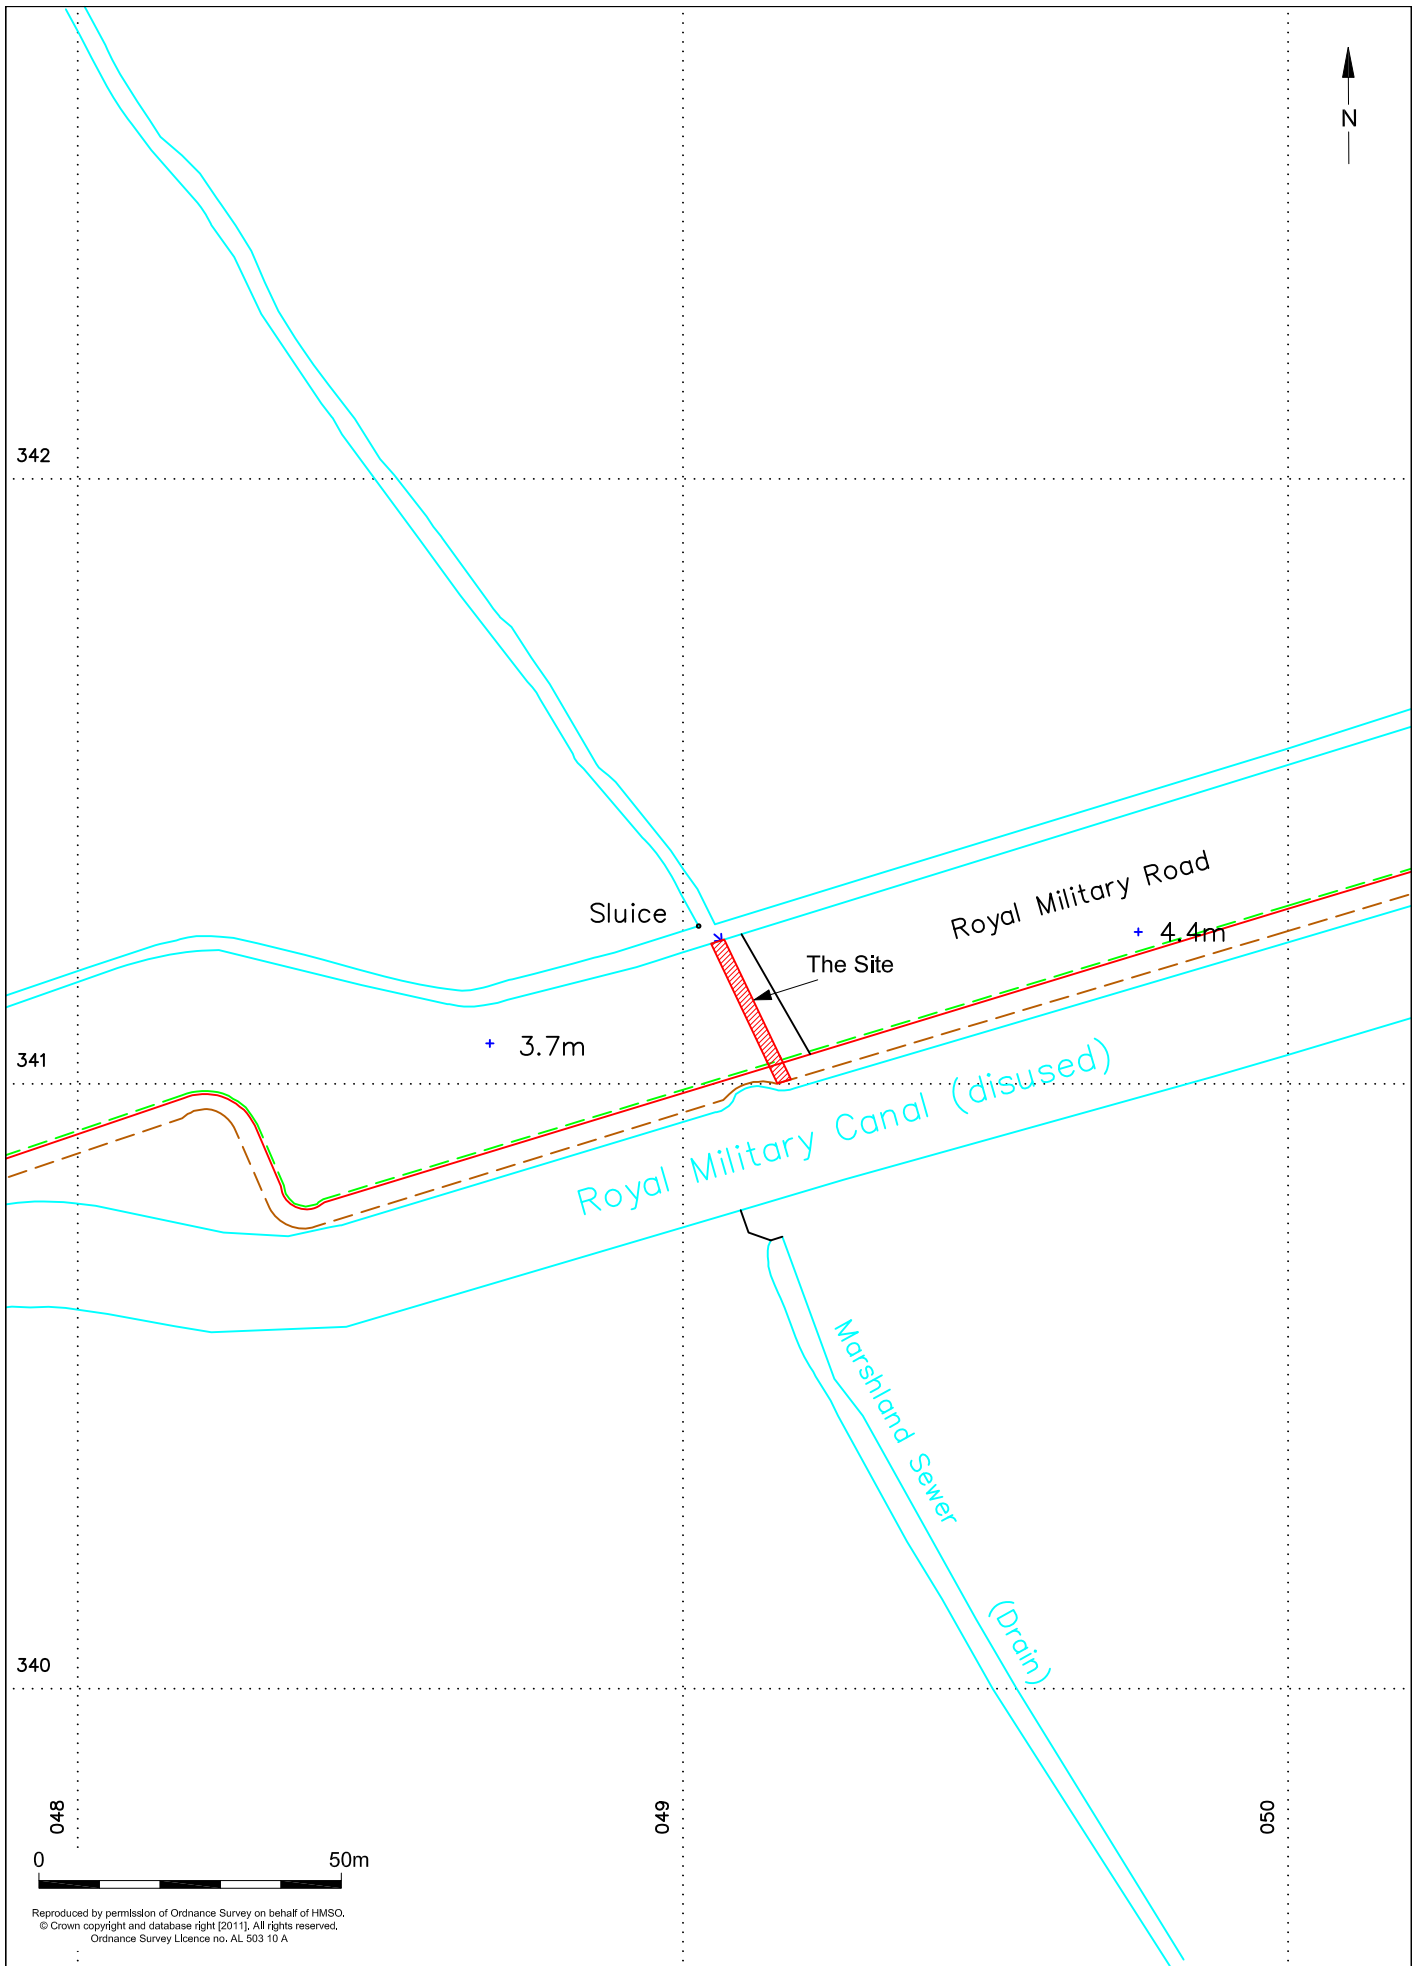 N
342
Sluice
Royal Military Road
4.4m
The Site
3.7m
341
Royal Military Canal (disused)
Marshland Sewer
(Drain)
340
048
049
050
0
50m
Reproduced by permission of Ordnance Survey on behalf of HMSO.
© Crown copyright and database right [2011]. All rights reserved.
Ordnance Survey Licence no. AL 503 10 A